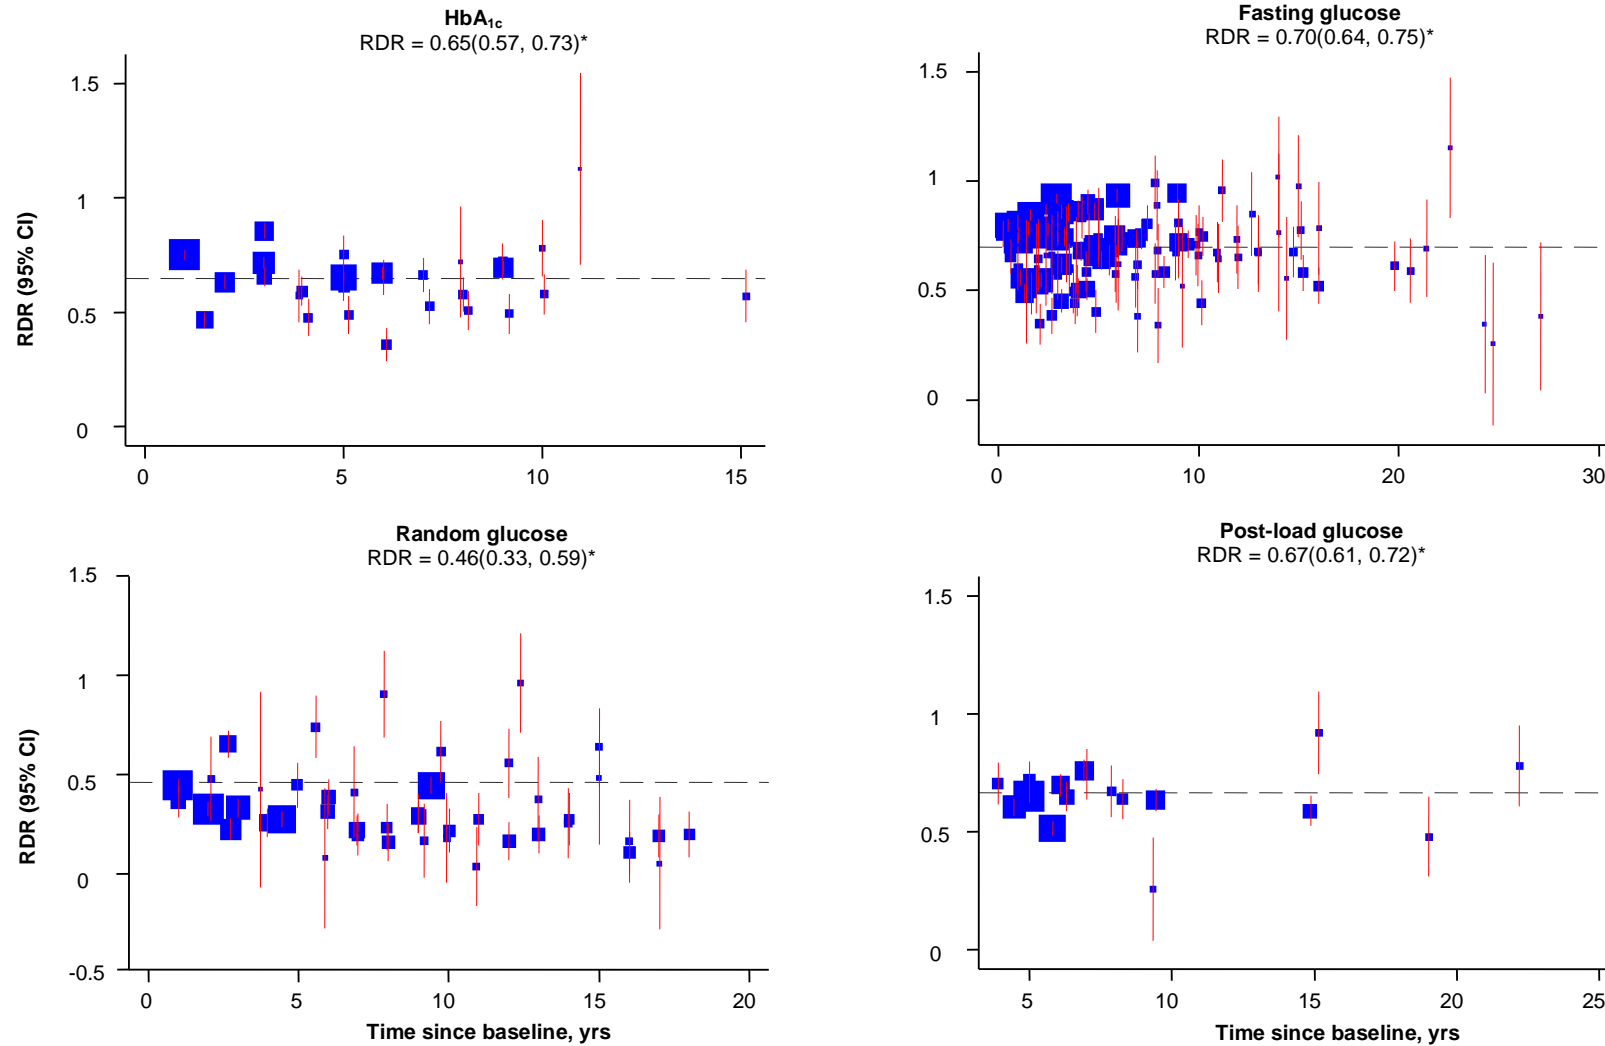 HbA1c
RDR = 0.65(0.57, 0.73)*
1.5
1
0.5
0
RDR (95% CI)
0 5 10 15
Fasting glucose
RDR = 0.70(0.64, 0.75)*
1.5
1
0.5
0
0 10 20 30
Random glucose
RDR = 0.46(0.33, 0.59)*
1.5
1
0.5
0
-0.5
RDR (95% CI)
0 5 10 15 20
Time since baseline, yrs
Post-load glucose
RDR = 0.67(0.61, 0.72)*
1.5
1
0.5
0
5 10 15 20 25
Time since baseline, yrs